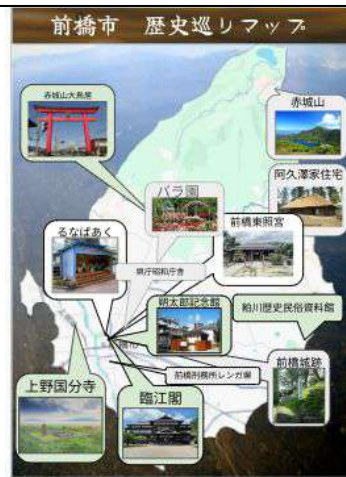 前橋市 歴史巡リマップ
赤城山大鳥居
赤城山
阿久澤家住宅
バラ園
前橋東照宮
るなぱあく
県庁昭和庁舎
朔太郎記念館
粕川歴史民俗資料館
前橋刑務所レンガ塀
前橋城跡
上野国分寺
臨江閣